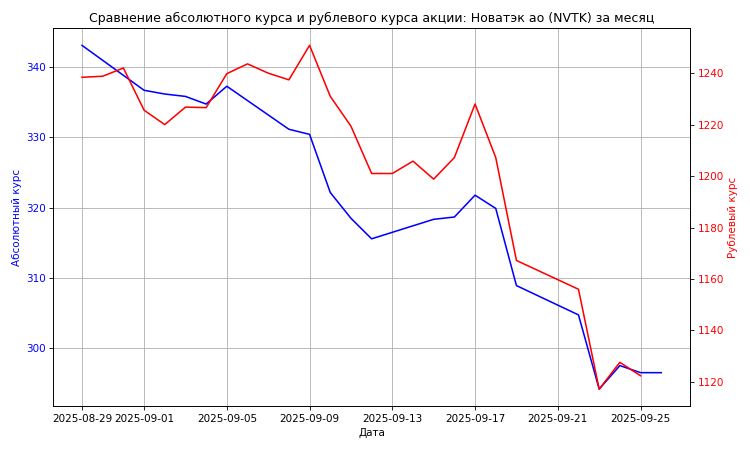 Сравнение абсолютного курса и рублевого курса акции: Новатэк ао (NVTK) за месяц
340
330
320
310
300
Абсолютный курс
1240
1220
1200
1180
1160
1140
1120
Рублевый курс
2025-08-29 2025-09-01 2025-09-05 2025-09-09 2025-09-13 2025-09-17 2025-09-21 2025-09-25
Дата